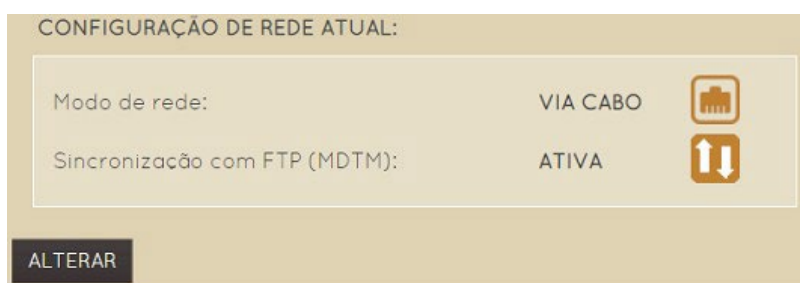 CONFIGURAÇÃO DE REDE ATUAL:
Modo de rede: VIA CABO
Sincronização com FTP (MDTM): ATIVA
ALTERAR